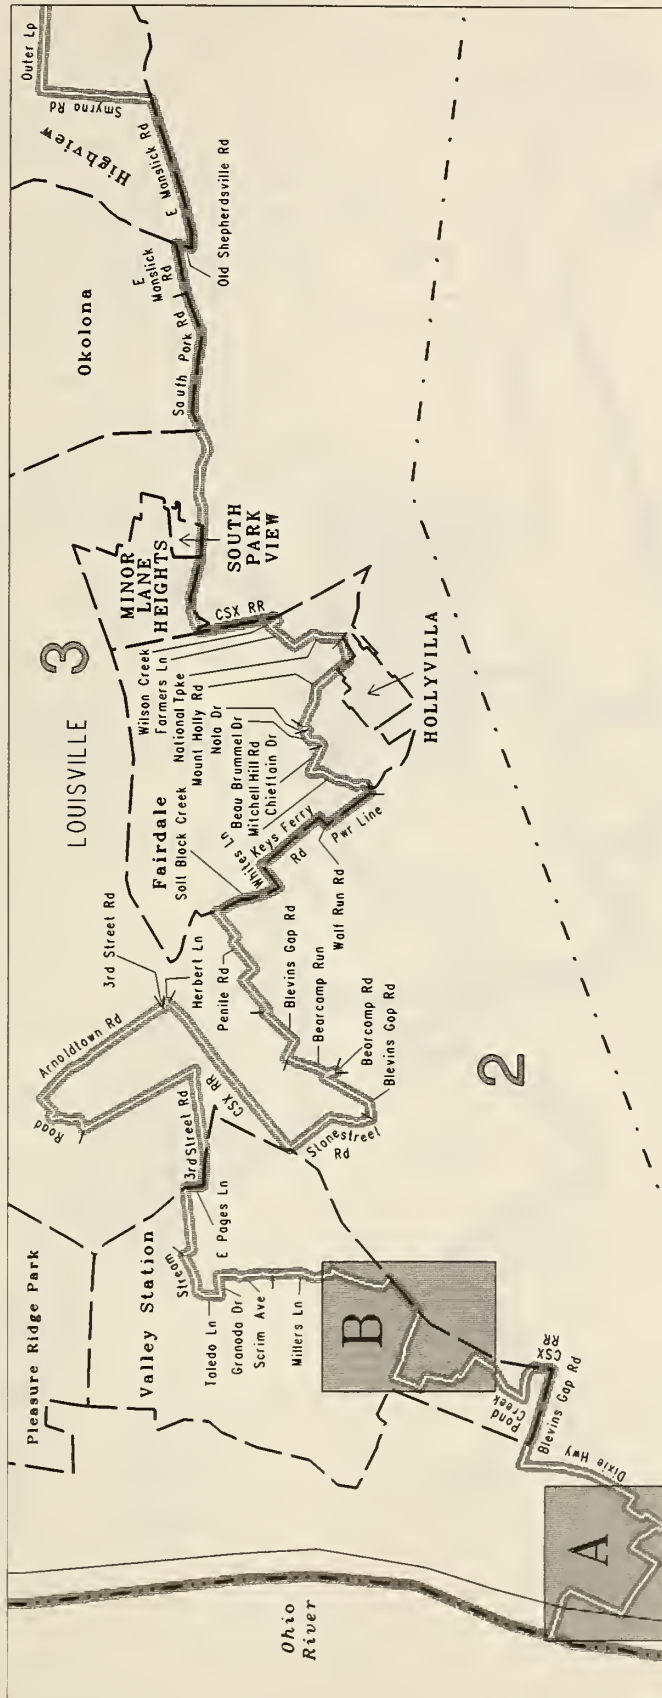 Outer Lp
Smyrna Rd
Highview
E Manslick Rd
Old Shepherdsville Rd
E
Manslick
Rd
Okolona
South Park Rd
MINOR
LANE
HEIGHTS
SOUTH
PARK
VIEW
3
LOUISVILLE
CSX RR
Wilson Creek
Farmers Ln
National Tpke
Mount Holly Rd
Nola Dr
Beau Brummel Dr
Mitchell Hill Rd
Chieftain Dr
HOLLYVILLA
Fairdale
Salt Block Creek
Whites Ln
Keys Ferry
Rd
Pwr Line
Walf Run Rd
3rd Street Rd
Herbert Ln
Penile Rd
Blevins Gap Rd
Bearcamp Run
Bearcamp Rd
Blevins Gap Rd
Arnoldtown Rd
Road
CSX RR
3rd Street Rd
Stonestreet
Rd
2
E Pages Ln
Stream
Pleasure Ridge Park
Valley Station
Taledo Ln
Granada Dr
Scrim Ave
Millers Ln
B
CSX
RR
Pond
Creek
Blevins Gap Rd
Dixie Hwy
A
Ohio
River